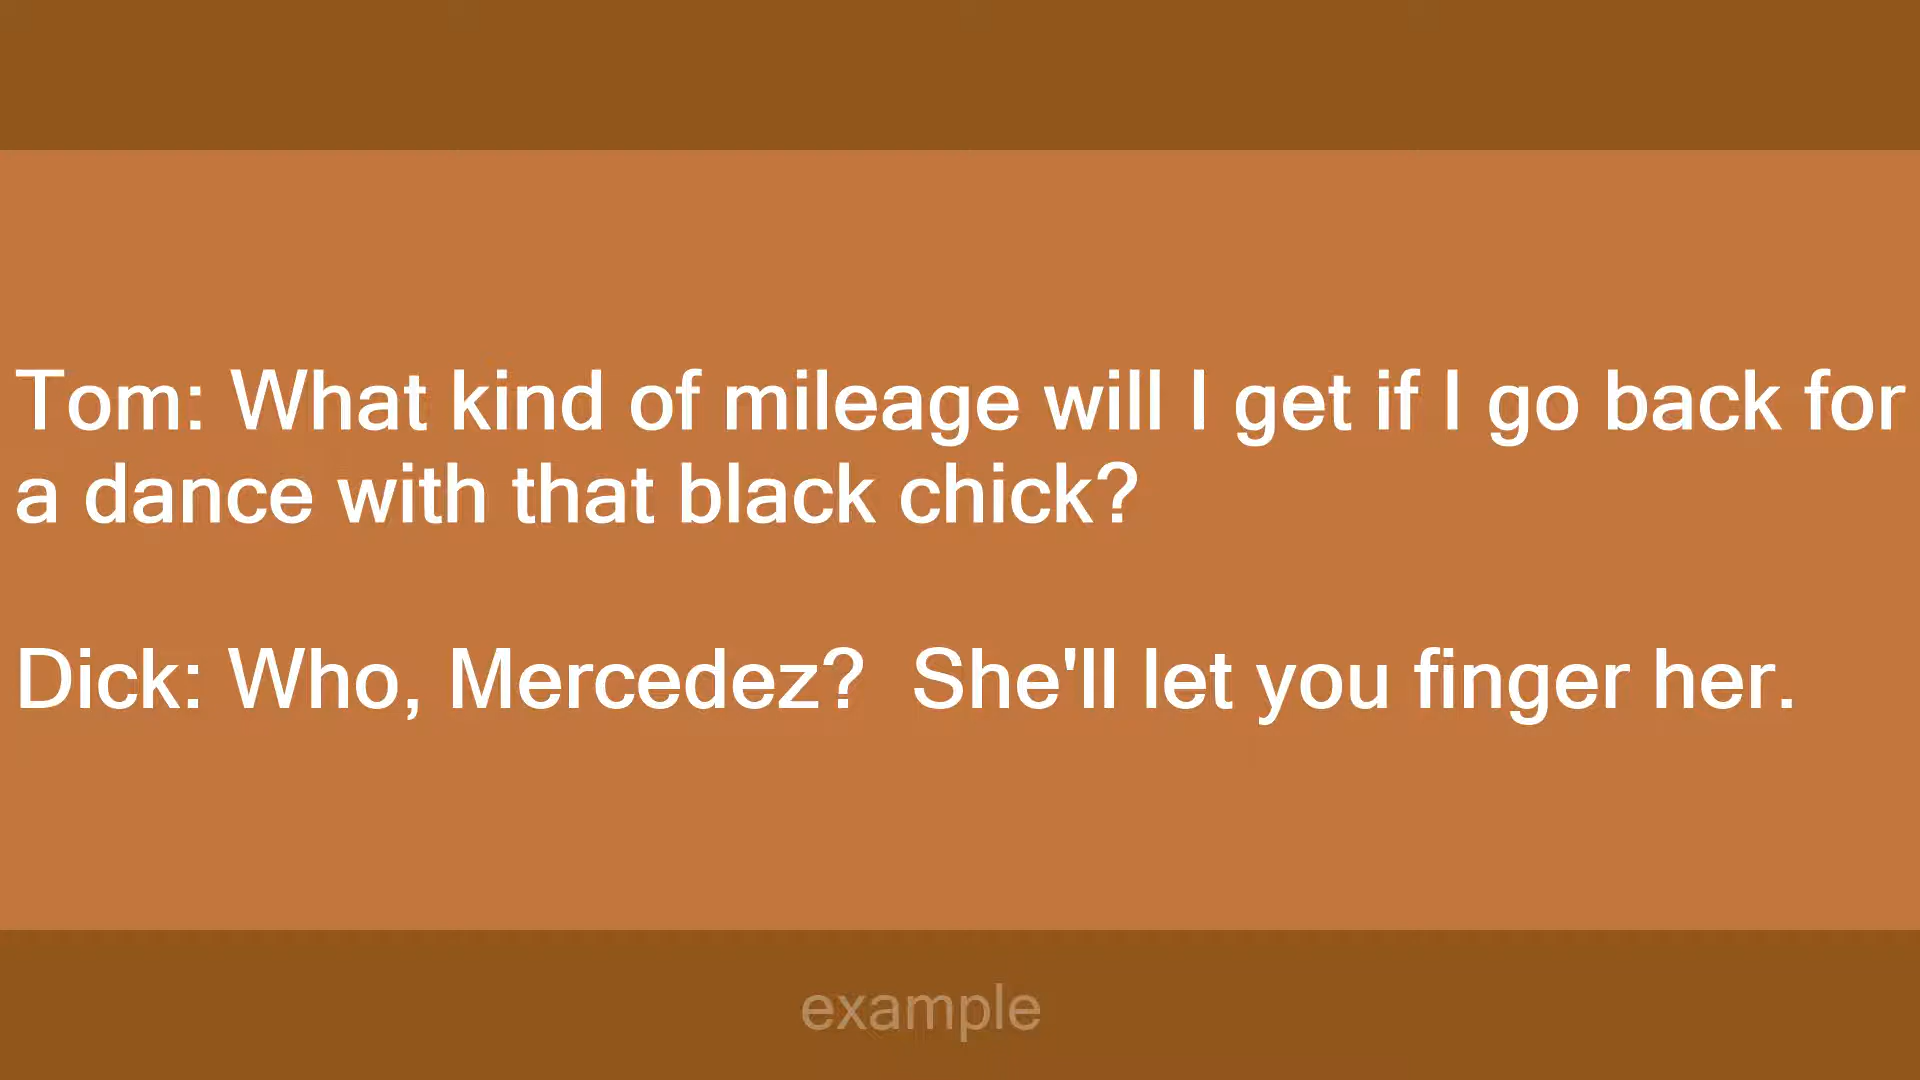 Tom: What kind of mileage will I get if I go back for
a dance with that black chick?
Dick: Who, Mercedez?  She'll let you finger her.
example